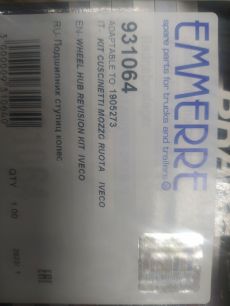 EMMERRE
spare parts for trucks and trailers
931064
ADAPTABLE TO 1905273
IT - KIT CUSCINETTI MOZZO RUOTA IVECO
EN- WHEEL HUB REVISION KIT IVECO
RU- Подшипник ступиц колес
QTY 1.00
EAC